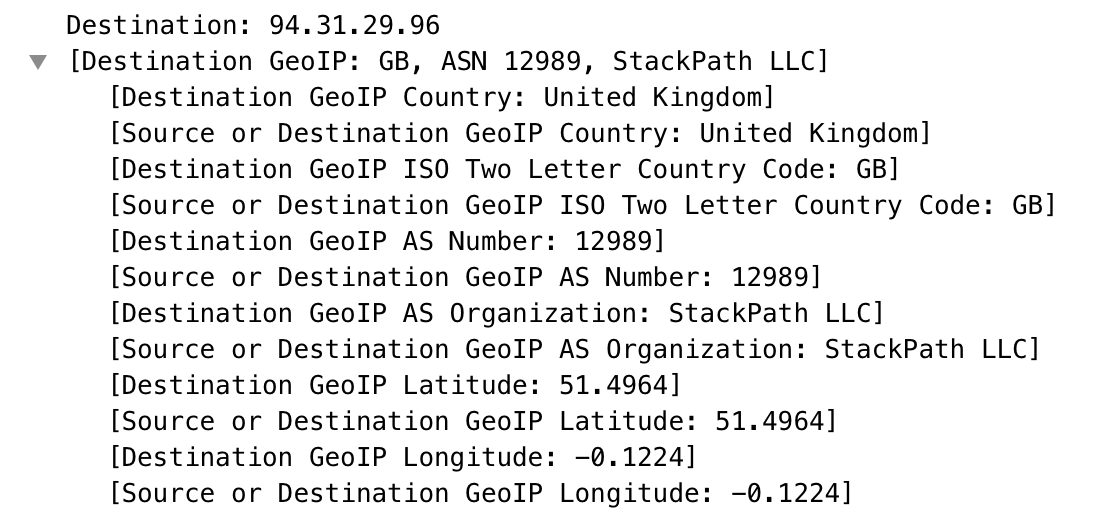 Destination: 94.31.29.96
[Destination GeoIP: GB, ASN 12989, StackPath LLC]
[Destination GeoIP Country: United Kingdom]
[Source or Destination GeoIP Country: United Kingdom]
[Destination GeoIP ISO Two Letter Country Code: GB]
[Source or Destination GeoIP ISO Two Letter Country Code: GB]
[Destination GeoIP AS Number: 12989]
[Source or Destination GeoIP AS Number: 12989]
[Destination GeoIP AS Organization: StackPath LLC]
[Source or Destination GeoIP AS Organization: StackPath LLC]
[Destination GeoIP Latitude: 51.4964]
[Source or Destination GeoIP Latitude: 51.4964]
[Destination GeoIP Longitude: −0.1224]
[Source or Destination GeoIP Longitude: −0.1224]